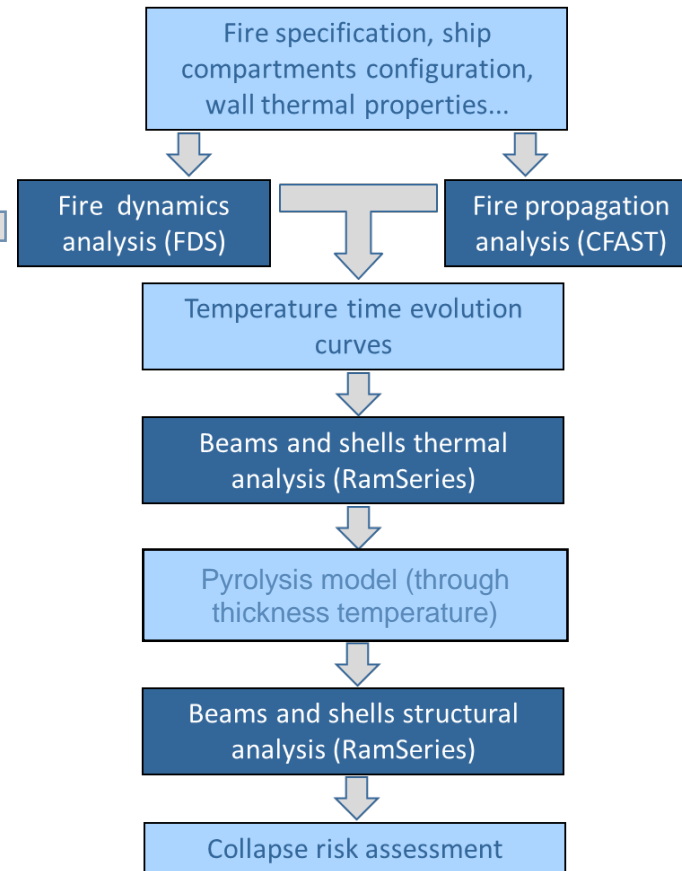 Fire specification, ship
compartments configuration,
wall thermal properties...
Fire dynamics
analysis (FDS)
Fire propagation
analysis (CFAST)
Temperature time evolution
curves
Beams and shells thermal
analysis (RamSeries)
Pyrolysis model (through
thickness temperature)
Beams and shells structural
analysis (RamSeries)
Collapse risk assessment